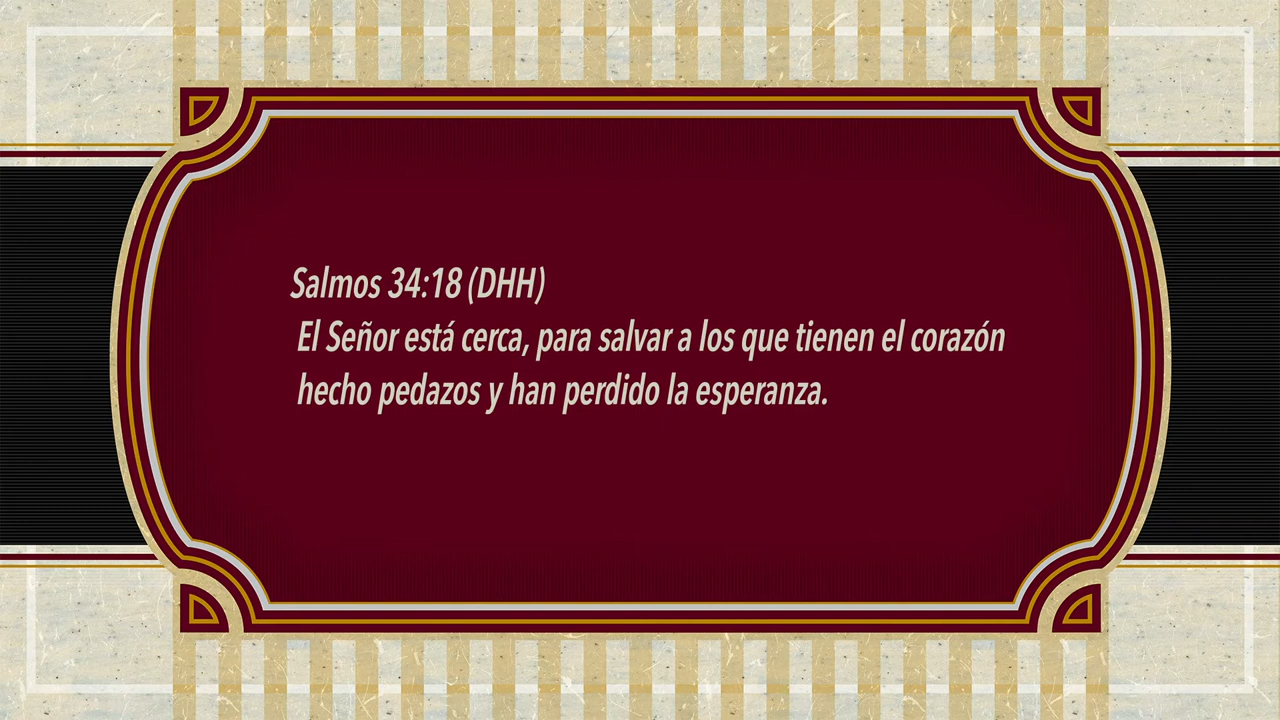 Salmos 34:18 (DHH)
El Señor está cerca, para salvar a los que tienen el corazón
hecho pedazos y han perdido la esperanza.